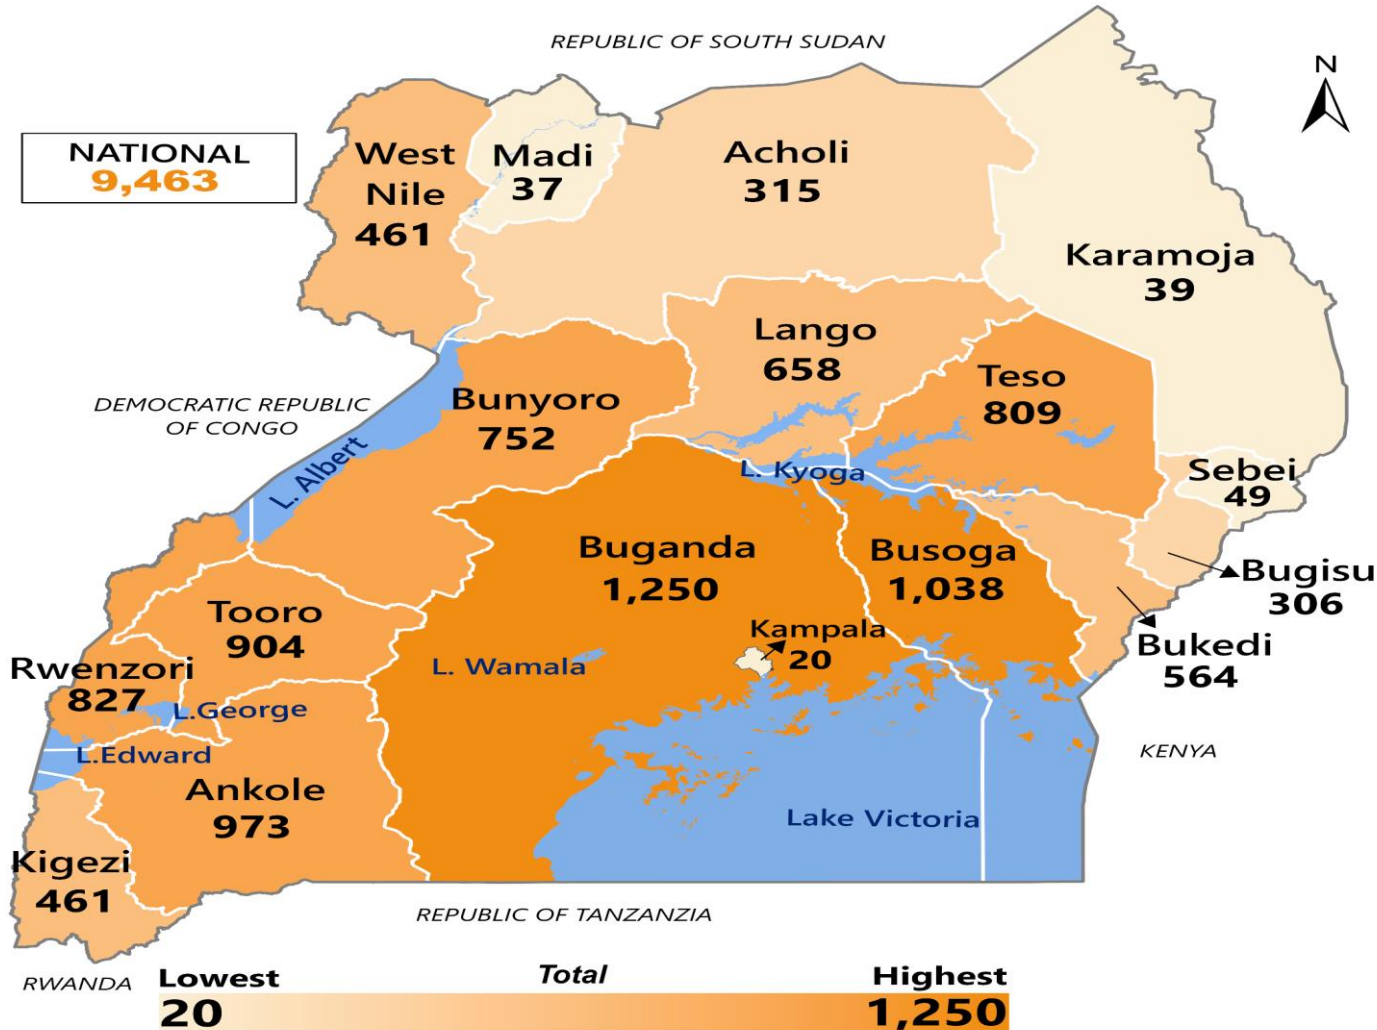 REPUBLIC OF SOUTH SUDAN
N
NATIONAL
9,463
West
Nile
461
Madi
37
Acholi
315
Karamoja
39
Lango
658
Teso
809
Bunyoro
752
DEMOCRATIC REPUBLIC
OF CONGO
L. Albert
L. Kyoga
Sebei
49
Buganda
1,250
Busoga
1,038
Bugisu
306
Bukedi
564
Tooro
904
Kampala
20
Rwenzori
827
L. Wamala
L.George
L.Edward
KENYA
Ankole
973
Lake Victoria
Kigezi
461
REPUBLIC OF TANZANZIA
RWANDA
Lowest
Total
Highest
20
1,250